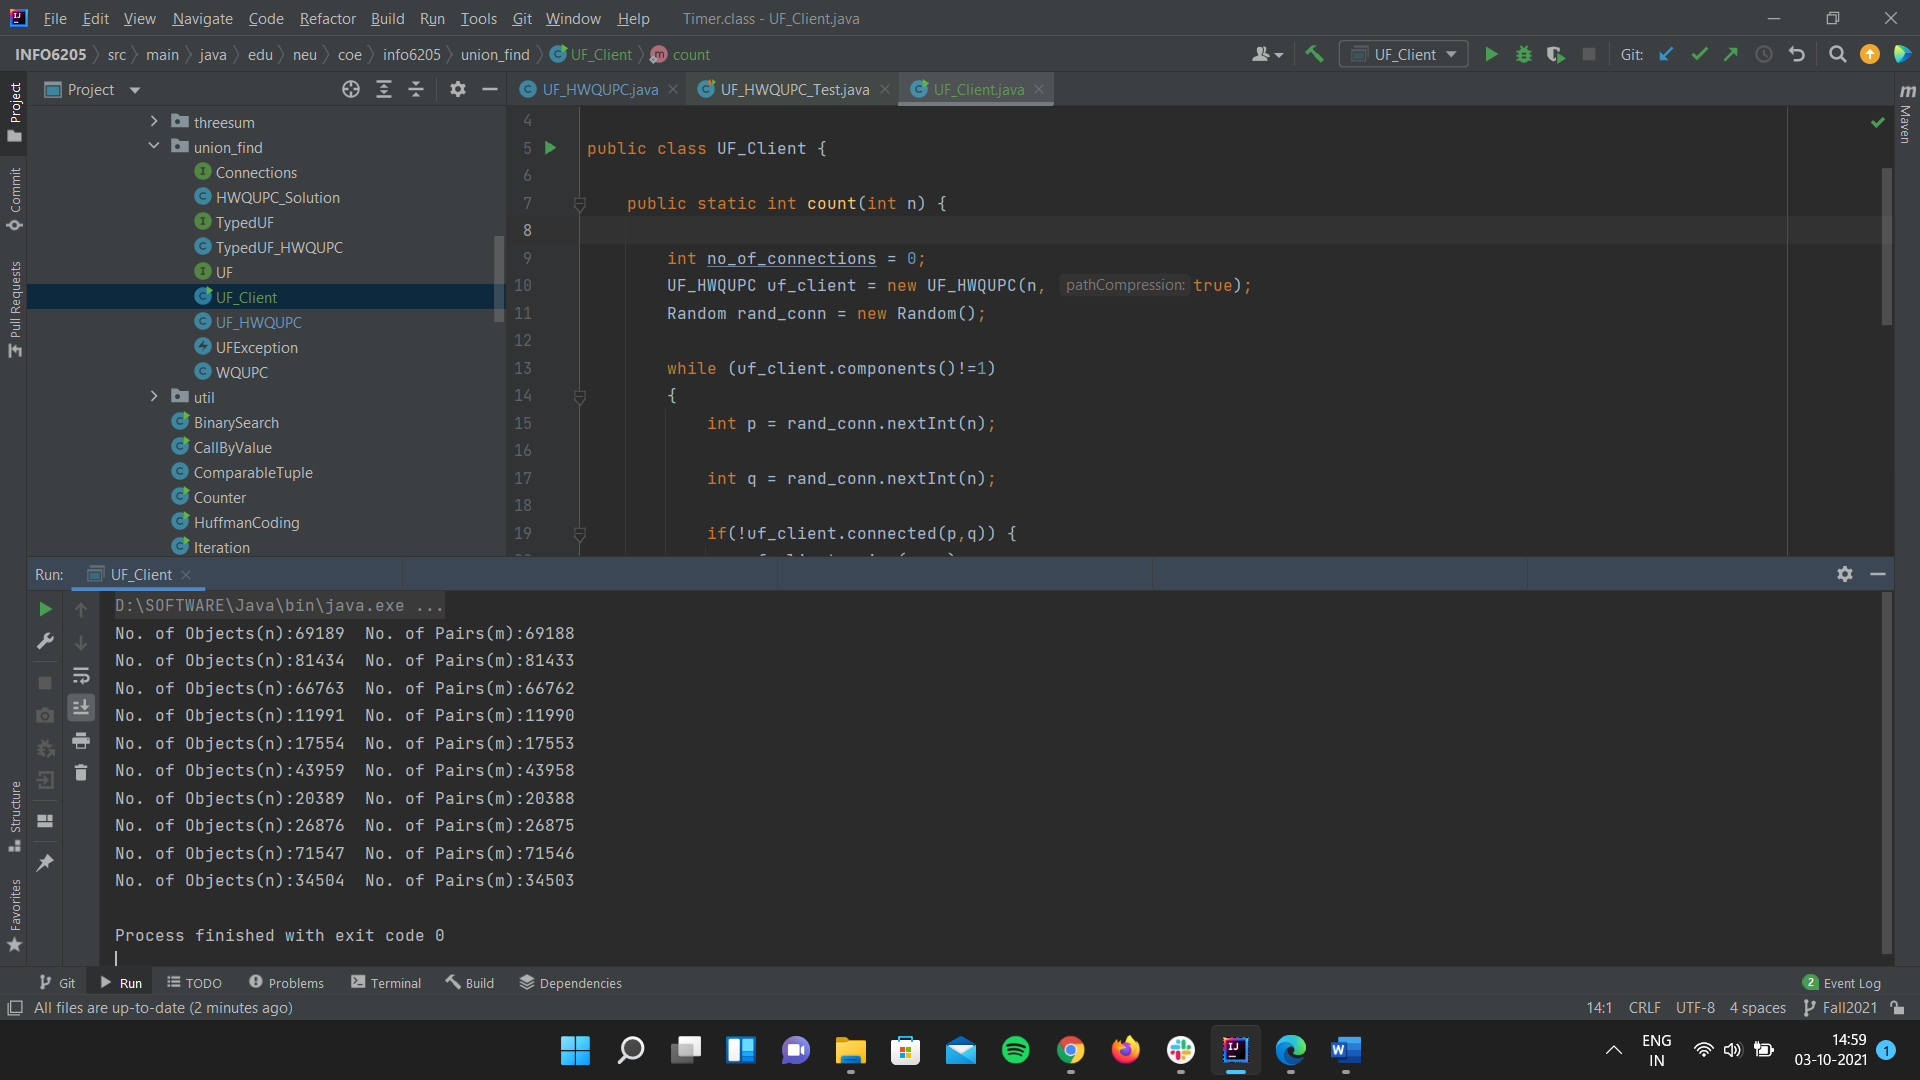 File Edit View Navigate Code Refactor Build Run Tools Git Window Help Timer.class - UF_Client.java
INFO6205 src main java edu neu coe info6205 union_find UF_Client count
UF_Client Git:
Project
UF_HWQUPC.java UF_HWQUPC_Test.java UF_Client.java
Project
Commit
Pull Requests
Structure
Favorites
Maven
threesum
union_find
Connections
HWQUPC_Solution
TypedUF
TypedUF_HWQUPC
UF
UF_Client
UF_HWQUPC
UFException
WQUPC
util
BinarySearch
CallByValue
ComparableTuple
Counter
HuffmanCoding
Iteration
4
5 public class UF_Client {
6
7 public static int count(int n) {
8
9 int no_of_connections = 0;
10 UF_HWQUPC uf_client = new UF_HWQUPC(n, pathCompression: true);
11 Random rand_conn = new Random();
12
13 while (uf_client.components()!=1)
14 {
15 int p = rand_conn.nextInt(n);
16
17 int q = rand_conn.nextInt(n);
18
19 if(!uf_client.connected(p,q)) {
Run: UF_Client
D:\SOFTWARE\Java\bin\java.exe ...
No. of Objects(n):69189 No. of Pairs(m):69188
No. of Objects(n):81434 No. of Pairs(m):81433
No. of Objects(n):66763 No. of Pairs(m):66762
No. of Objects(n):11991 No. of Pairs(m):11990
No. of Objects(n):17554 No. of Pairs(m):17553
No. of Objects(n):43959 No. of Pairs(m):43958
No. of Objects(n):20389 No. of Pairs(m):20388
No. of Objects(n):26876 No. of Pairs(m):26875
No. of Objects(n):71547 No. of Pairs(m):71546
No. of Objects(n):34504 No. of Pairs(m):34503
Process finished with exit code 0
Git Run TODO Problems Terminal Build Dependencies 2 Event Log
All files are up-to-date (2 minutes ago) 14:1 CRLF UTF-8 4 spaces Fall2021
ENG
IN
14:59
03-10-2021
1